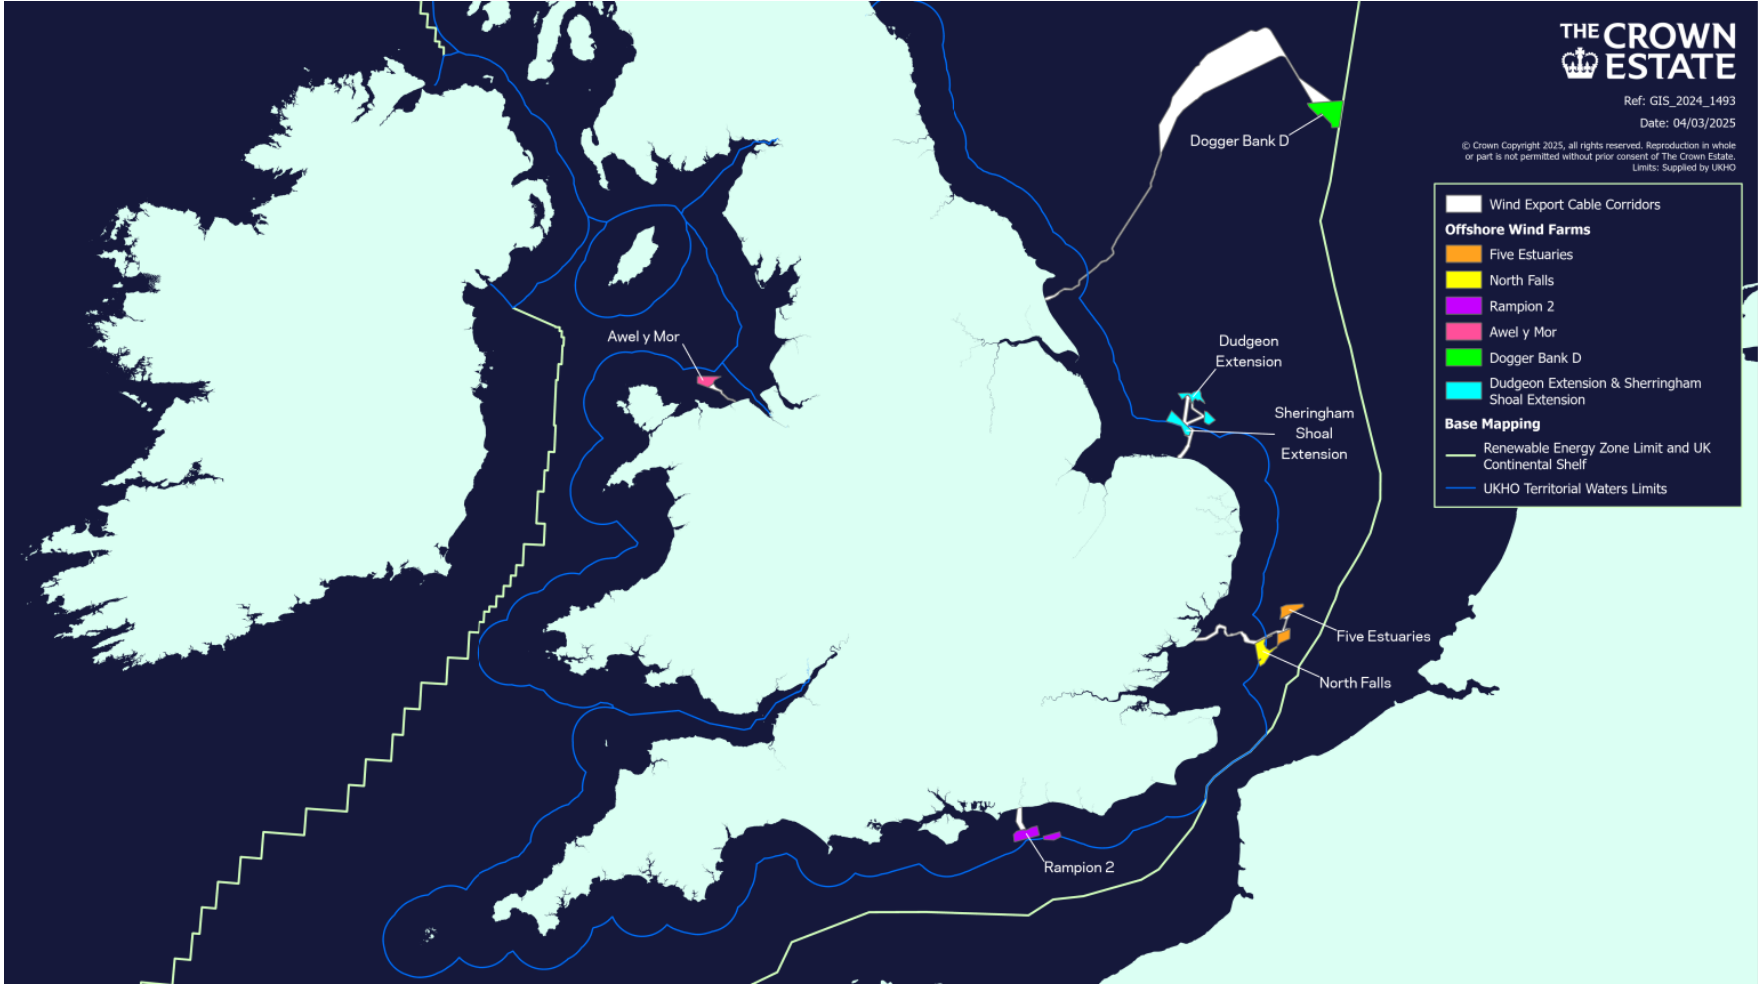 THE CROWN
ESTATE
Ref: GIS_2024_1493
Date: 04/03/2025
© Crown Copyright 2025, all rights reserved. Reproduction in whole
or part is not permitted without prior consent of The Crown Estate.
Limits: Supplied by UKHO
Wind Export Cable Corridors
Offshore Wind Farms
Five Estuaries
North Falls
Rampion 2
Awel y Mor
Dogger Bank D
Dudgeon Extension & Sherringham
Shoal Extension
Base Mapping
Renewable Energy Zone Limit and UK
Continental Shelf
UKHO Territorial Waters Limits
Dogger Bank D
Awel y Mor
Dudgeon
Extension
Sheringham
Shoal
Extension
Five Estuaries
North Falls
Rampion 2